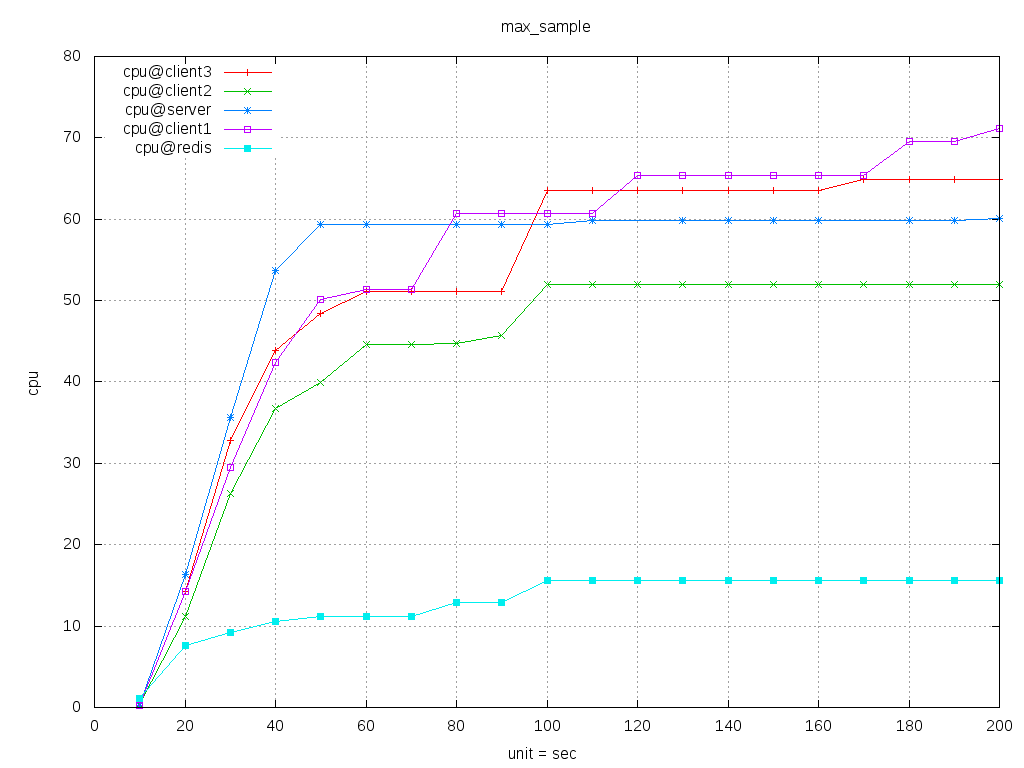 max_sample
80
70
60
50
40
30
20
10
0
cpu@client3
cpu@client2
cpu@server
cpu@client1
cpu@redis
cpu
0 20 40 60 80 100 120 140 160 180 200
unit = sec